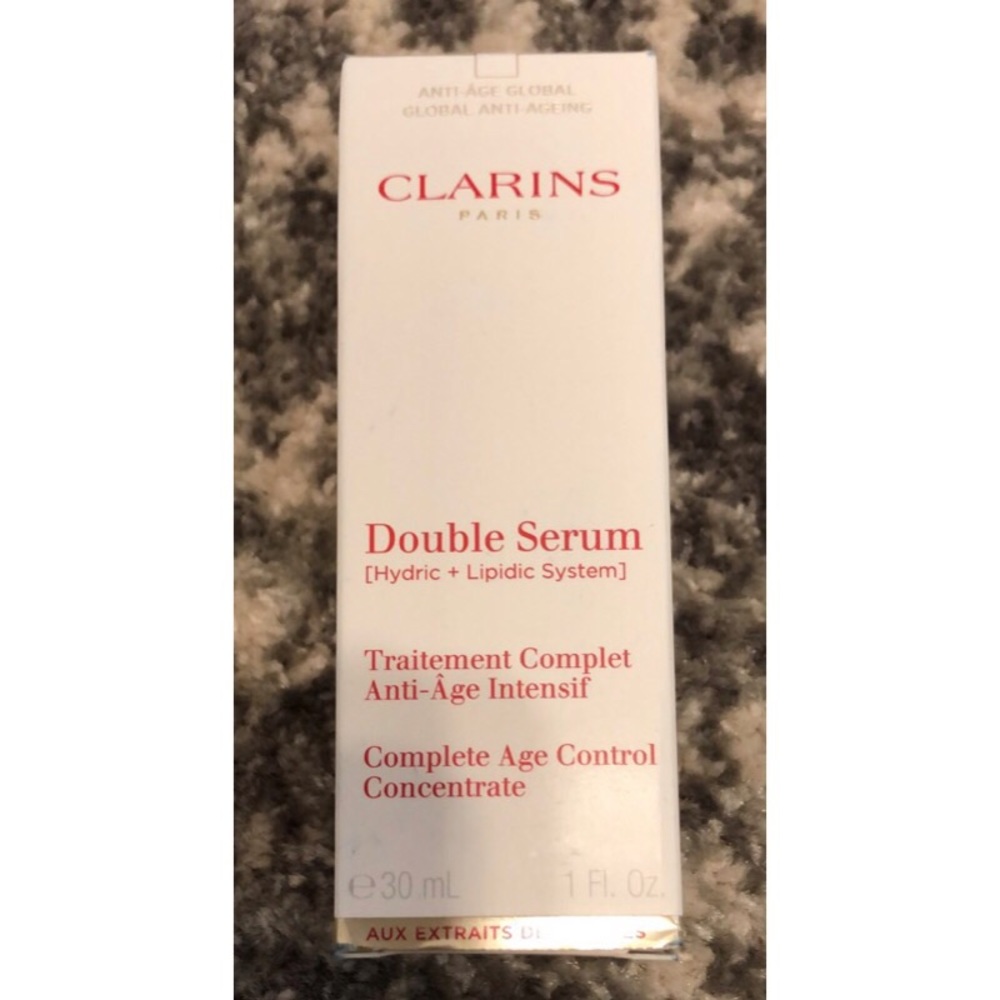 ANTI-ÂGE GLOBAL
GLOBAL ANTI-AGEING
CLARINS
PARIS
Double Serum
[Hydric + Lipidic System]
Traitement Complet
Anti-Âge Intensif
Complete Age Control
Concentrate
℮30 mL 1 Fl. Oz.
AUX EXTRAITS